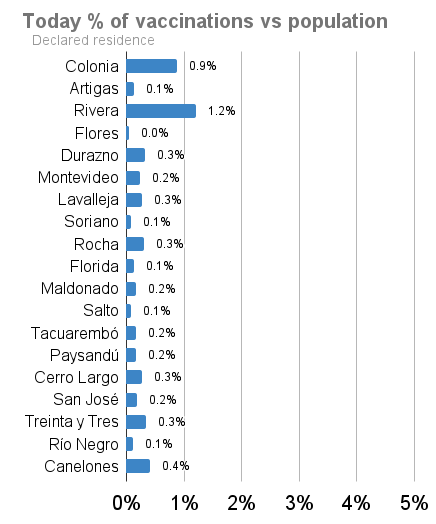 Today % of vaccinations vs population
Declared residence
Colonia 0.9%
Artigas 0.1%
Rivera 1.2%
Flores 0.0%
Durazno 0.3%
Montevideo 0.2%
Lavalleja 0.3%
Soriano 0.1%
Rocha 0.3%
Florida 0.1%
Maldonado 0.2%
Salto 0.1%
Tacuarembó 0.2%
Paysandú 0.2%
Cerro Largo 0.3%
San José 0.2%
Treinta y Tres 0.3%
Río Negro 0.1%
Canelones 0.4%
0% 1% 2% 3% 4% 5%